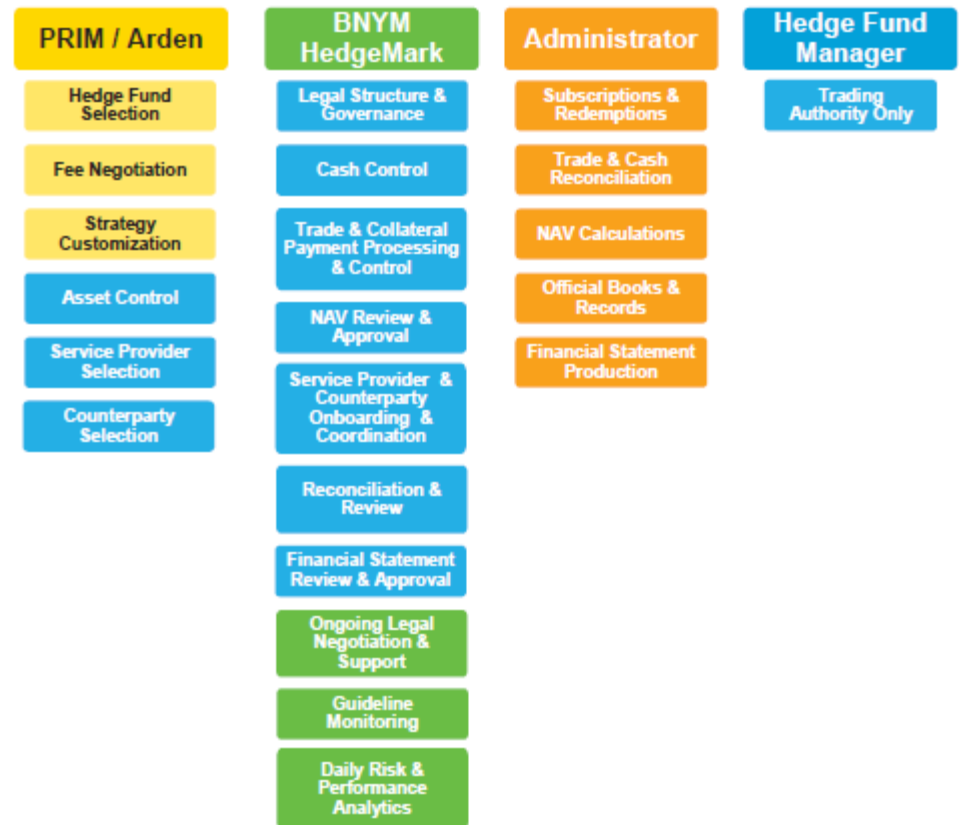 PRIM / Arden
Hedge Fund
Selection
Fee Negotiation
Strategy
Customization
Asset Control
Service Provider
Selection
Counterparty
Selection
BNYM
HedgeMark
Legal Structure &
Governance
Cash Control
Trade & Collateral
Payment Processing
& Control
NAV Review &
Approval
Service Provider &
Counterparty
Onboarding &
Coordination
Reconciliation &
Review
Financial Statement
Review & Approval
Ongoing Legal
Negotiation &
Support
Guideline
Monitoring
Daily Risk &
Performance
Analytics
Administrator
Subscriptions &
Redemptions
Trade & Cash
Reconciliation
NAV Calculations
Official Books &
Records
Financial Statement
Production
Hedge Fund
Manager
Trading
Authority Only